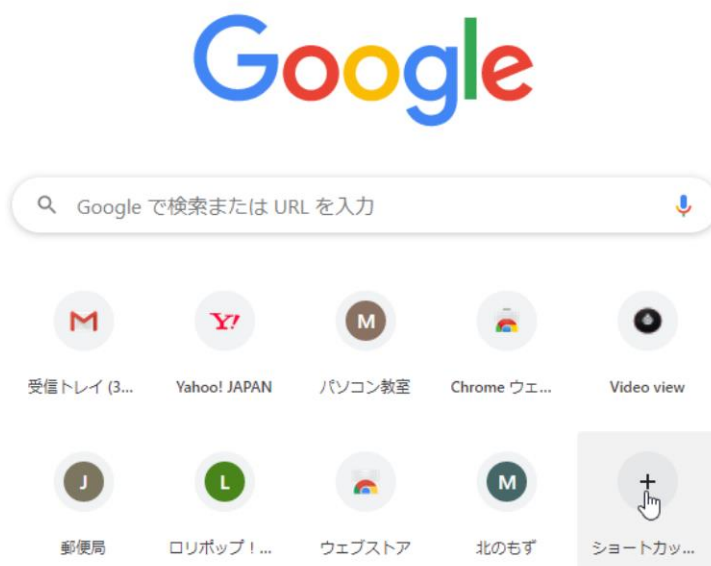 Google
Google で検索または URL を入力
M
受信トレイ (3...
Yahoo! JAPAN
パソコン教室
Chrome ウェ...
Video view
Y!
J
L
M
郵便局
ロリポップ！...
ウェブストア
北のもず
ショートカッ...